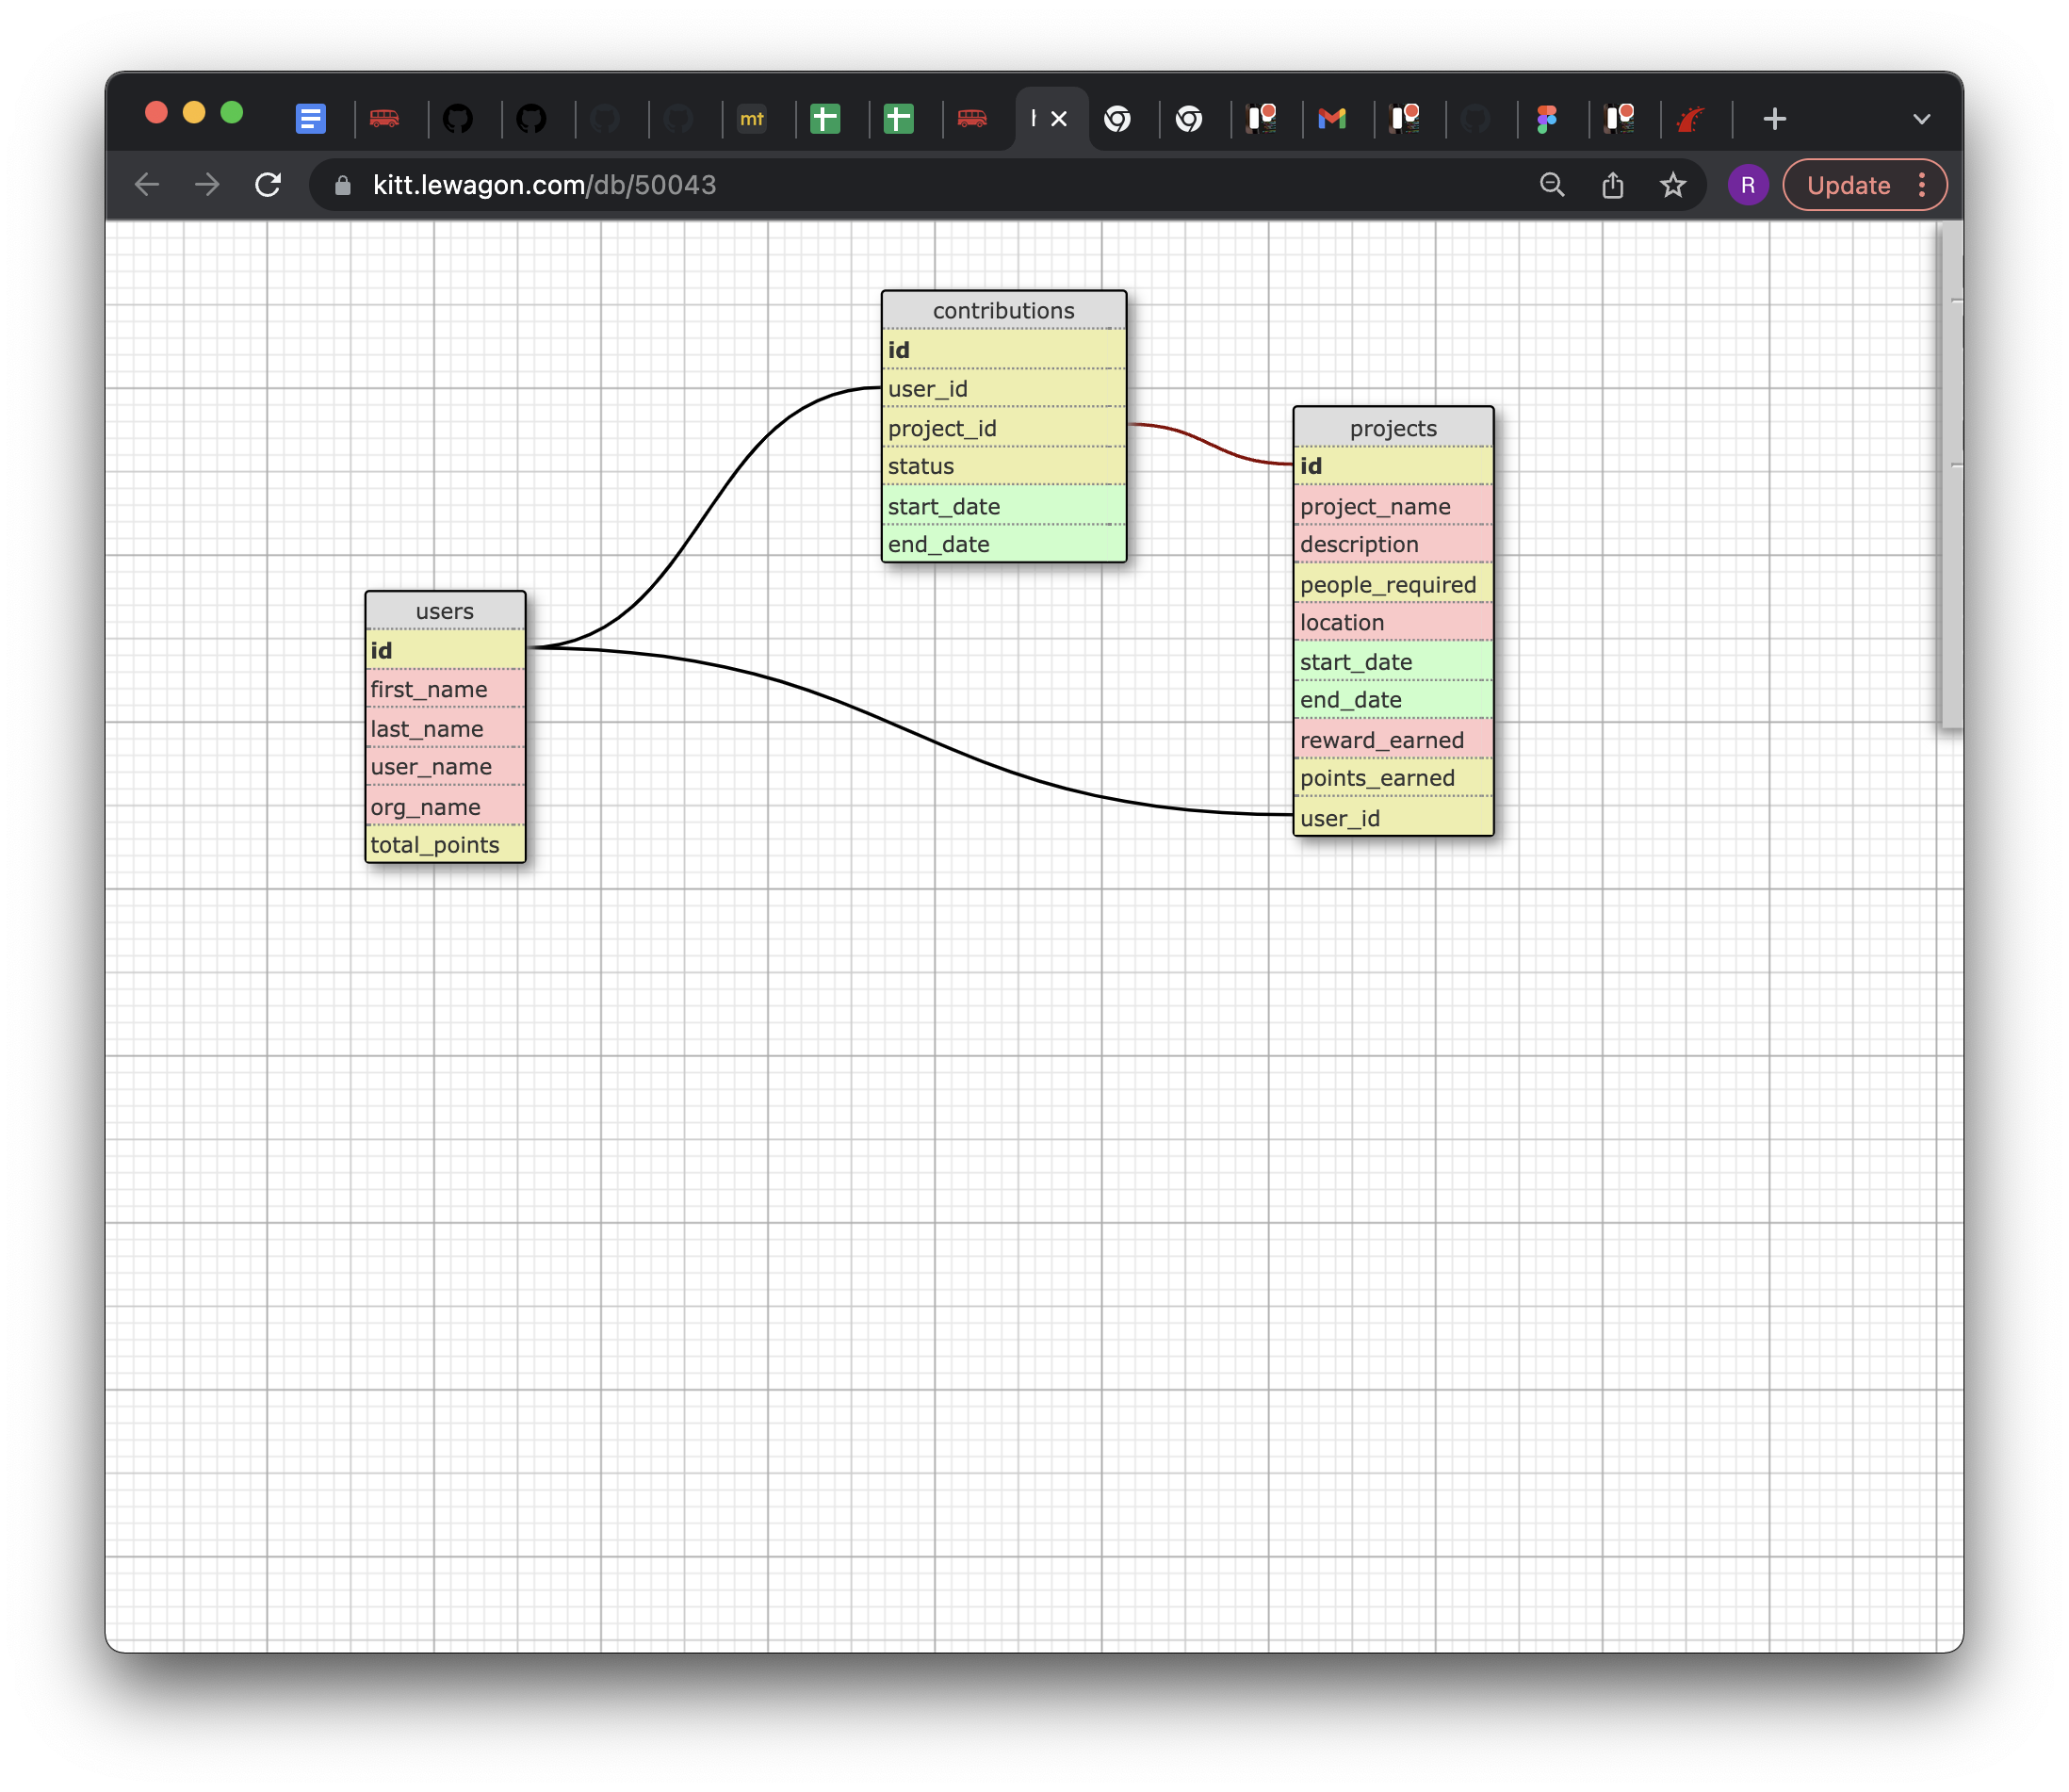 mt
kitt.lewagon.com/db/50043
R
Update
contributions
id
user_id
project_id
status
start_date
end_date
projects
id
project_name
description
people_required
location
start_date
end_date
reward_earned
points_earned
user_id
users
id
first_name
last_name
user_name
org_name
total_points